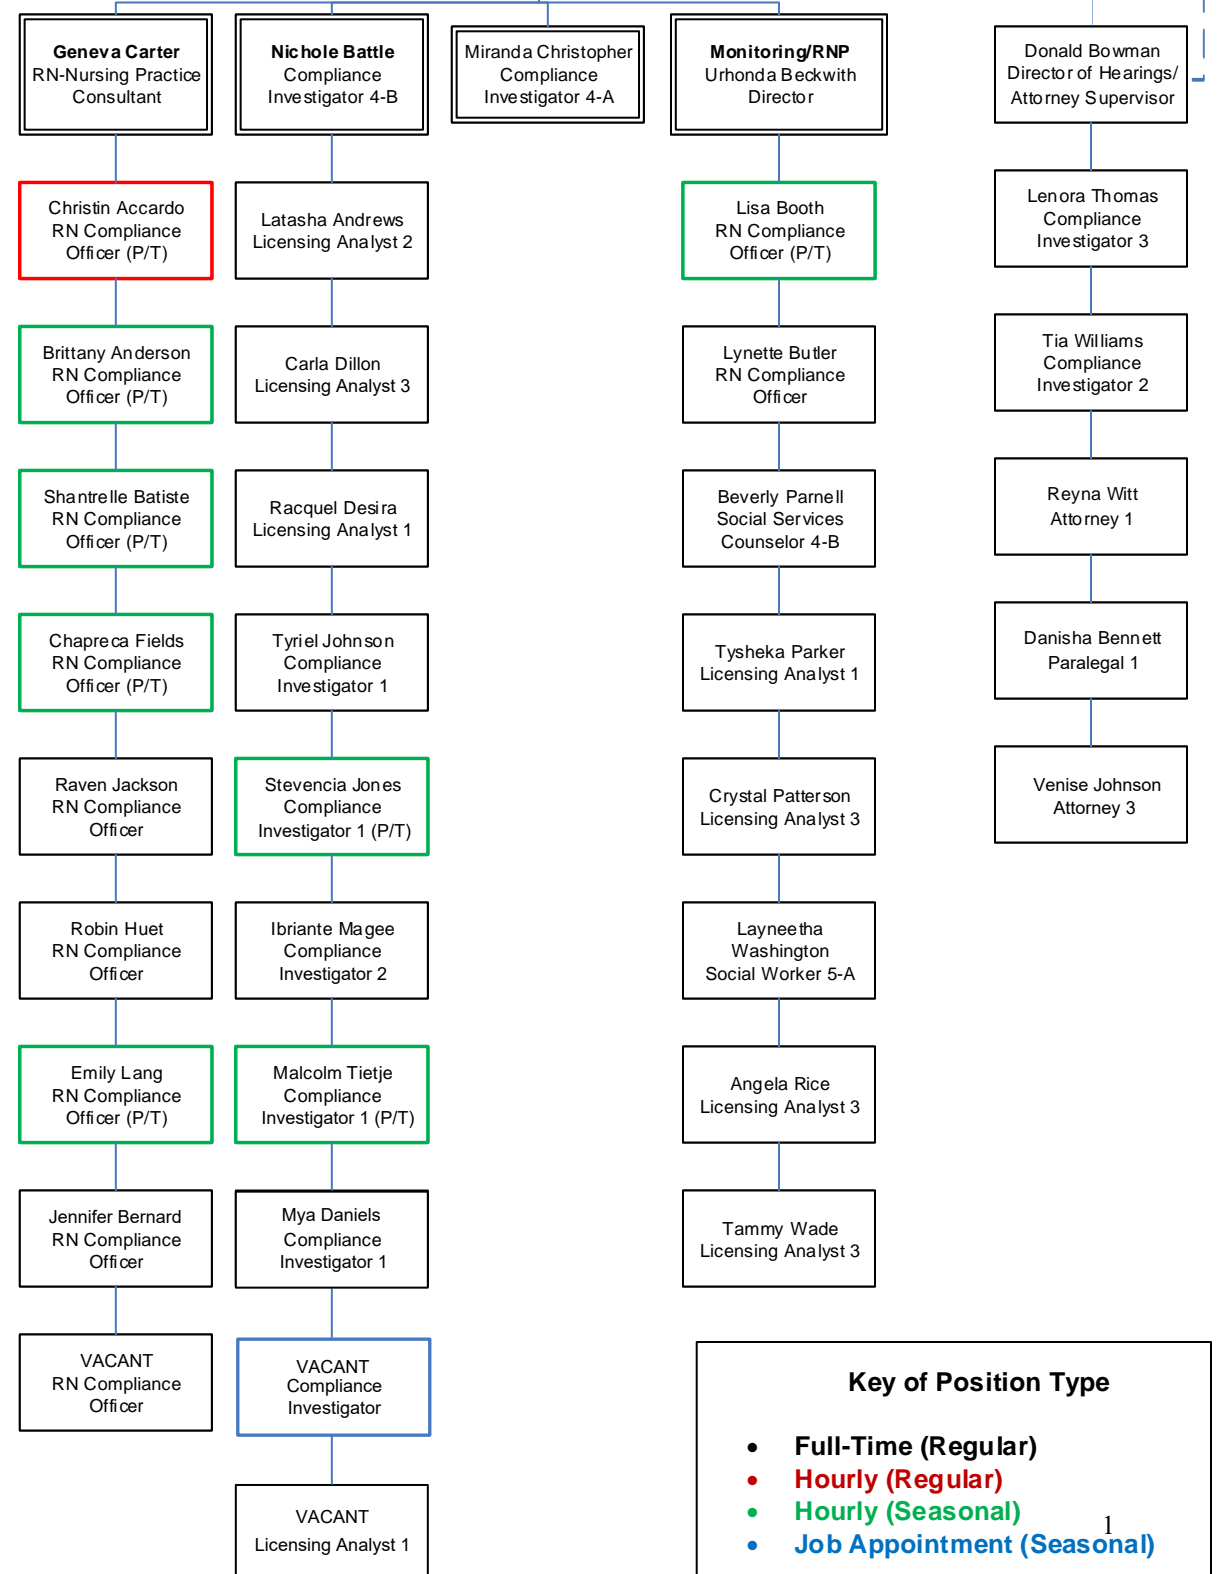 Geneva Carter
RN-Nursing Practice
Consultant
Christin Accardo
RN Compliance
Officer (P/T)
Brittany Anderson
RN Compliance
Officer (P/T)
Shantrelle Batiste
RN Compliance
Officer (P/T)
Chapreca Fields
RN Compliance
Officer (P/T)
Raven Jackson
RN Compliance
Officer
Robin Huet
RN Compliance
Officer
Emily Lang
RN Compliance
Officer (P/T)
Jennifer Bernard
RN Compliance
Officer
VACANT
RN Compliance
Officer
Nichole Battle
Compliance
Investigator 4-B
Latasha Andrews
Licensing Analyst 2
Carla Dillon
Licensing Analyst 3
Racquel Desira
Licensing Analyst 1
Tyriel Johnson
Compliance
Investigator 1
Stevencia Jones
Compliance
Investigator 1 (P/T)
Ibriante Magee
Compliance
Investigator 2
Malcolm Tietje
Compliance
Investigator 1 (P/T)
Mya Daniels
Compliance
Investigator 1
VACANT
Compliance
Investigator
VACANT
Licensing Analyst 1
Miranda Christopher
Compliance
Investigator 4-A
Monitoring/RNP
Urhonda Beckwith
Director
Lisa Booth
RN Compliance
Officer (P/T)
Lynette Butler
RN Compliance
Officer
Beverly Parnell
Social Services
Counselor 4-B
Tysheka Parker
Licensing Analyst 1
Crystal Patterson
Licensing Analyst 3
Layneetha
Washington
Social Worker 5-A
Angela Rice
Licensing Analyst 3
Tammy Wade
Licensing Analyst 3
Donald Bowman
Director of Hearings/
Attorney Supervisor
Lenora Thomas
Compliance
Investigator 3
Tia Williams
Compliance
Investigator 2
Reyna Witt
Attorney 1
Danisha Bennett
Paralegal 1
Venise Johnson
Attorney 3
Key of Position Type
• Full-Time (Regular)
• Hourly (Regular)
• Hourly (Seasonal)
• Job Appointment (Seasonal)
1